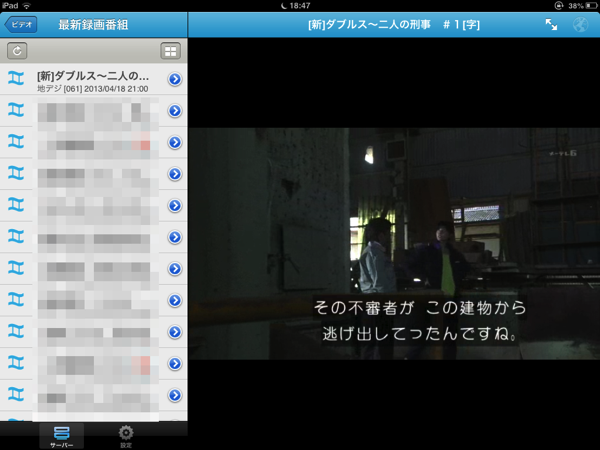 iPad
18:47
38%
ビデオ
最新録画番組
[新]ダブルス～二人の刑事 ＃１[字]
[新]ダブルス～二人の...
地デジ [061] 2013/04/18 21:00
その不審者が この建物から
逃げ出してったんですね。
サーバー
設定